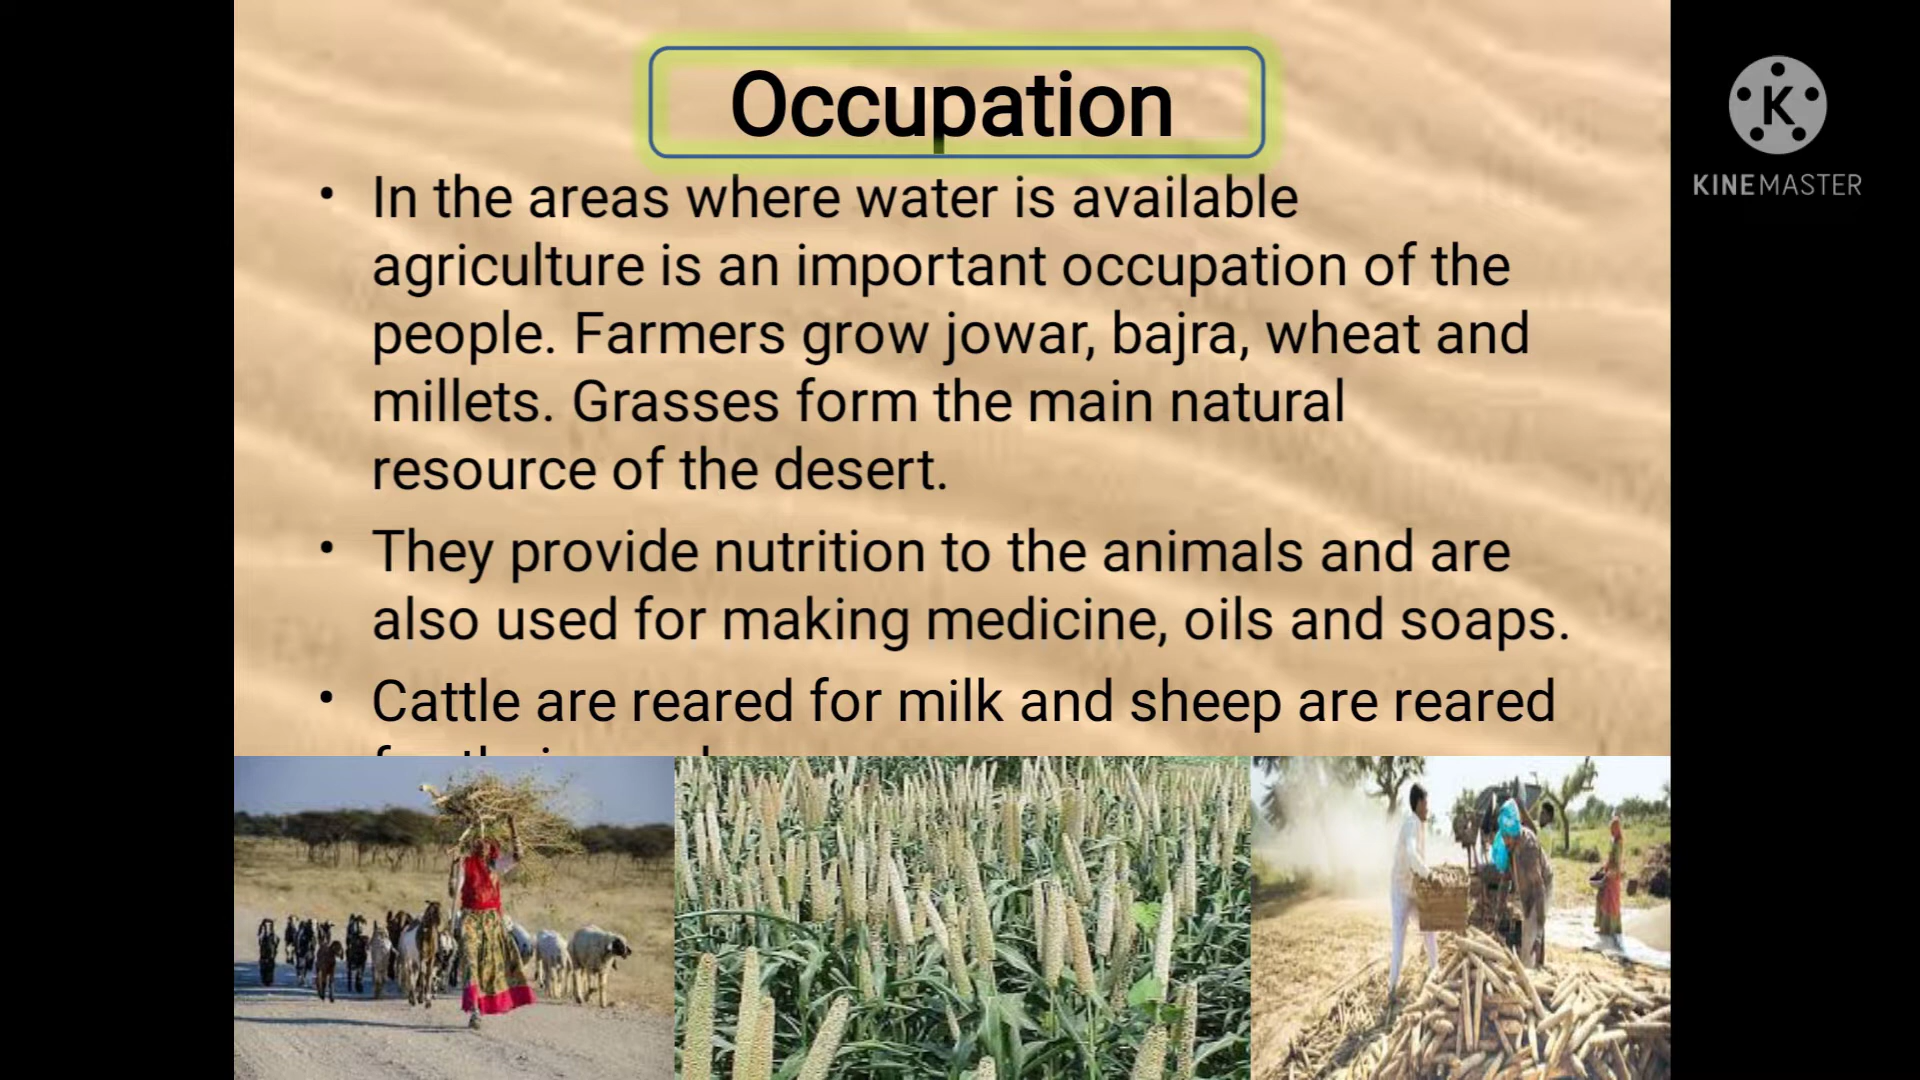 Occupation
• In the areas where water is available
agriculture is an important occupation of the
people. Farmers grow jowar, bajra, wheat and
millets. Grasses form the main natural
resource of the desert.
• They provide nutrition to the animals and are
also used for making medicine, oils and soaps.
• Cattle are reared for milk and sheep are reared
K
KINEMASTER